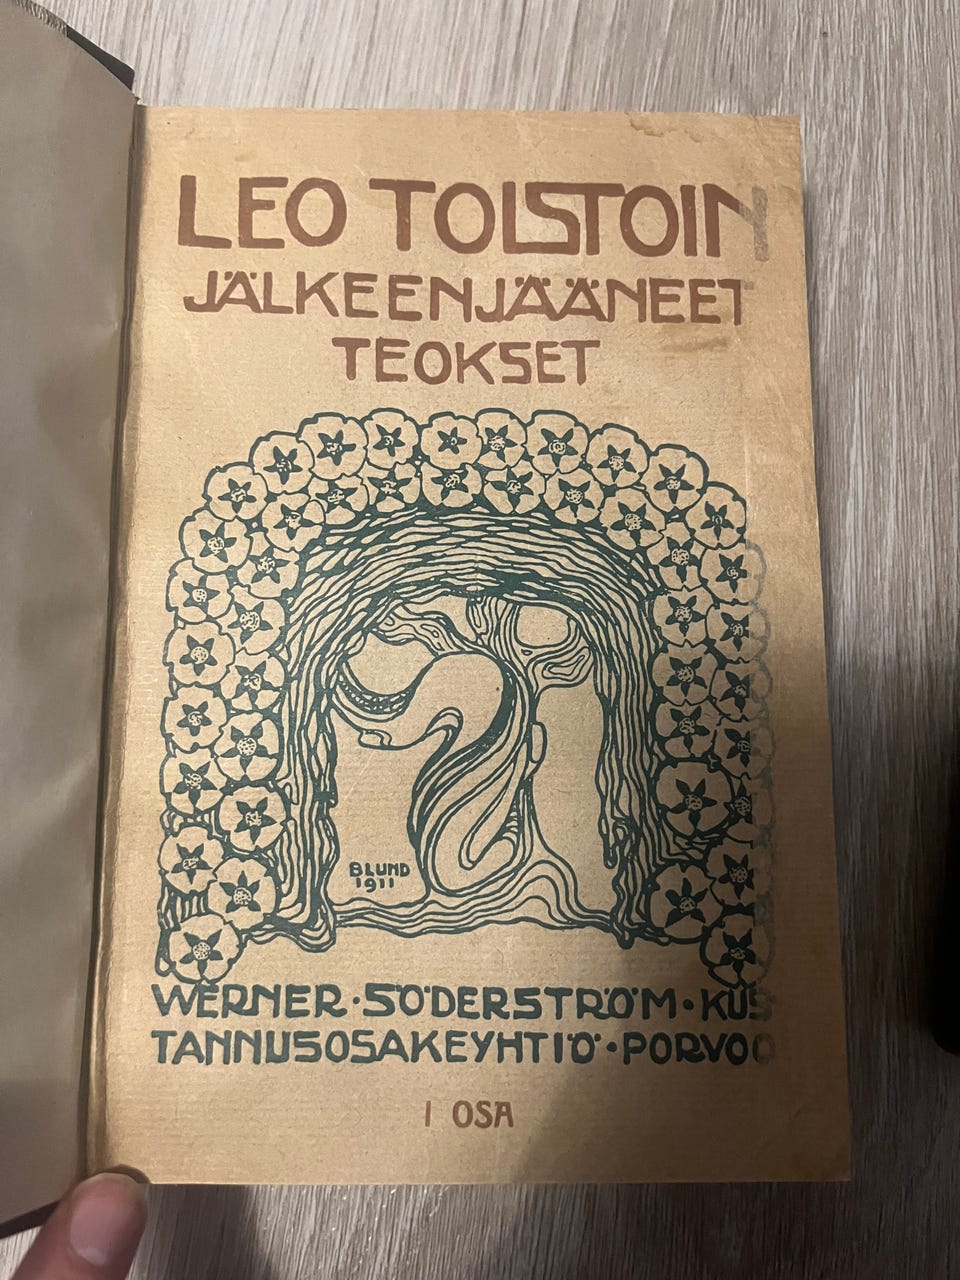 LEO TOLSTOIN
JÄLKEENJÄÄNEET
TEOKSET
BLUND
1911
WERNER · SÖDERSTRÖM · KUS
TANNUSOSAKEYHTIÖ · PORVOO
I OSA